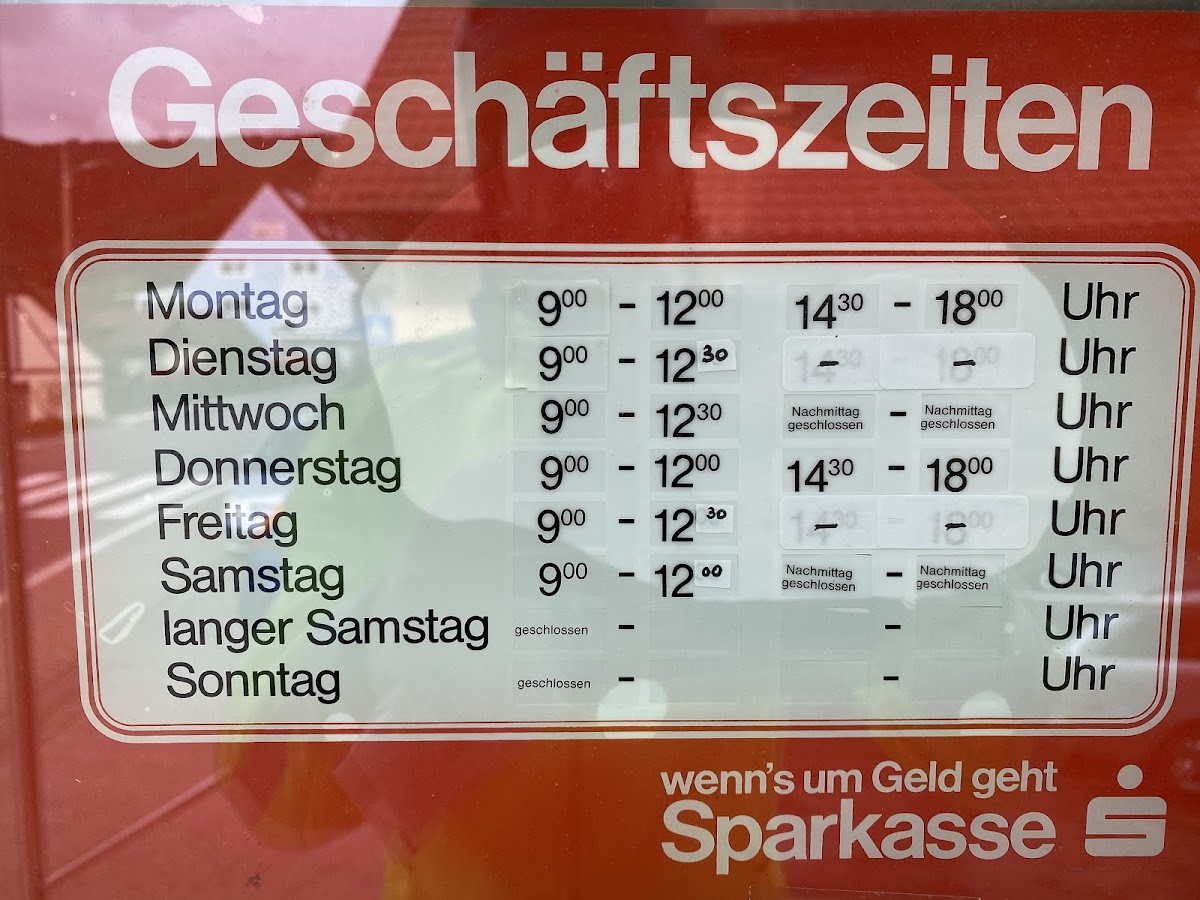 Geschäftszeiten
Montag 9⁰⁰ - 12⁰⁰ 14³⁰ - 18⁰⁰ Uhr
Dienstag 9⁰⁰ - 12³⁰ - - Uhr
Mittwoch 9⁰⁰ - 12³⁰ Nachmittag geschlossen - Nachmittag geschlossen Uhr
Donnerstag 9⁰⁰ - 12⁰⁰ 14³⁰ - 18⁰⁰ Uhr
Freitag 9⁰⁰ - 12³⁰ - - Uhr
Samstag 9⁰⁰ - 12⁰⁰ Nachmittag geschlossen - Nachmittag geschlossen Uhr
langer Samstag geschlossen - - Uhr
Sonntag geschlossen - - Uhr
wenn's um Geld geht
Sparkasse